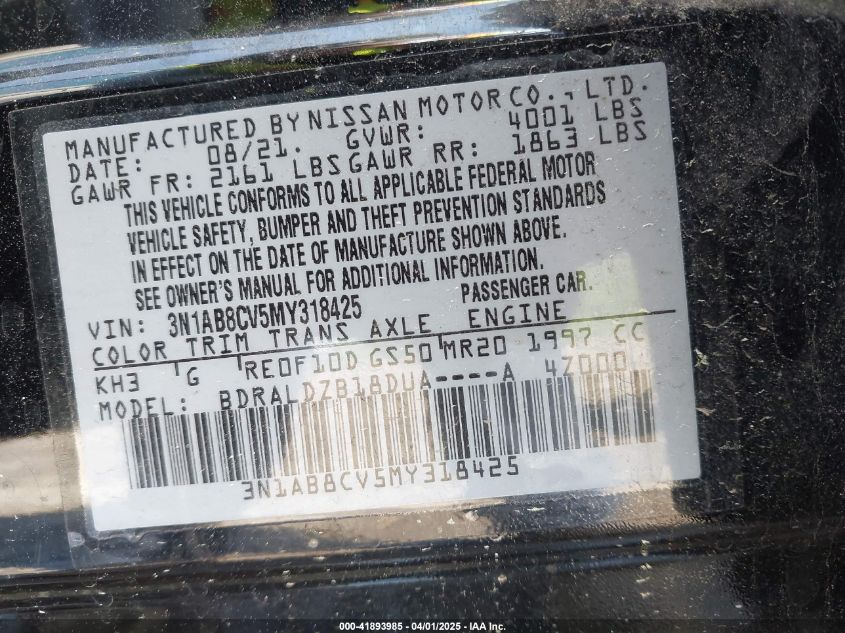 MANUFACTURED BY NISSAN MOTOR CO., LTD.
DATE: 08/21. GVWR: 4001 LBS
GAWR FR: 2161 LBS GAWR RR: 1863 LBS
THIS VEHICLE CONFORMS TO ALL APPLICABLE FEDERAL MOTOR
VEHICLE SAFETY, BUMPER AND THEFT PREVENTION STANDARDS
IN EFFECT ON THE DATE OF MANUFACTURE SHOWN ABOVE.
SEE OWNER'S MANUAL FOR ADDITIONAL INFORMATION.
VIN: 3N1AB8CV5MY318425 PASSENGER CAR.
COLOR TRIM TRANS AXLE ENGINE
KH3 G RE0F10D GS50 MR20 1997 CC
MODEL: BDRALDZB18DUA----A 4Z000
3N1AB8CV5MY318425
000-41893985 - 04/01/2025 - IAA Inc.